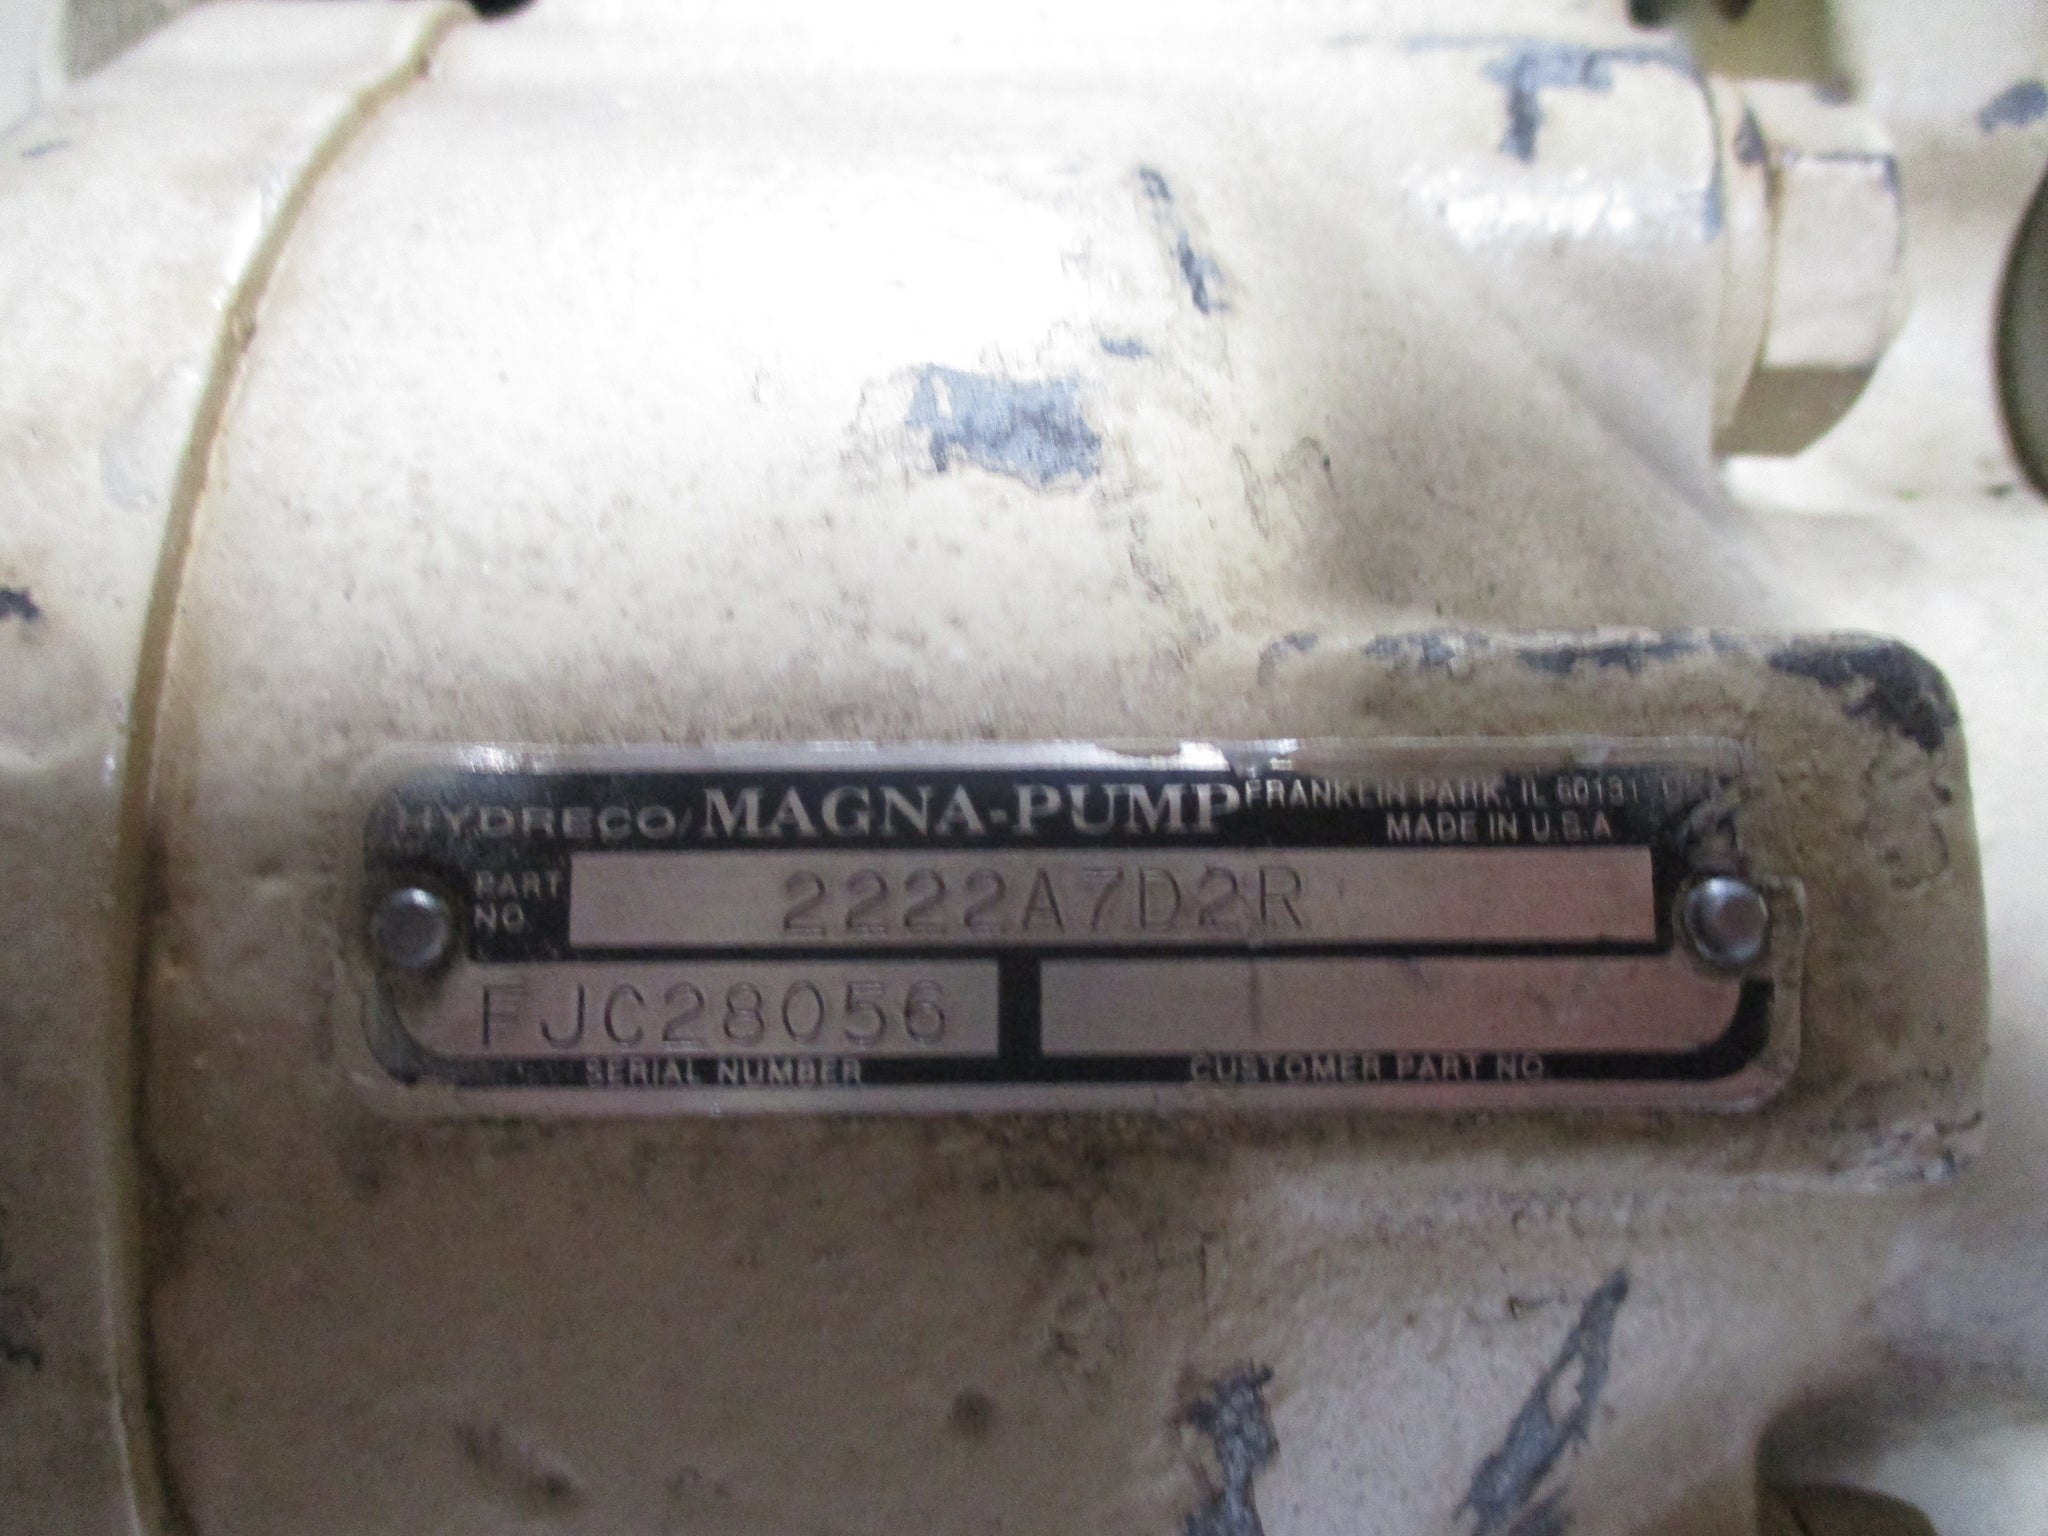 HYDRECO/MAGNA-PUMP FRANKLIN PARK, IL 60131
MADE IN U.S.A
PART NO 2222A7D2R
FJC28056
SERIAL NUMBER CUSTOMER PART NO